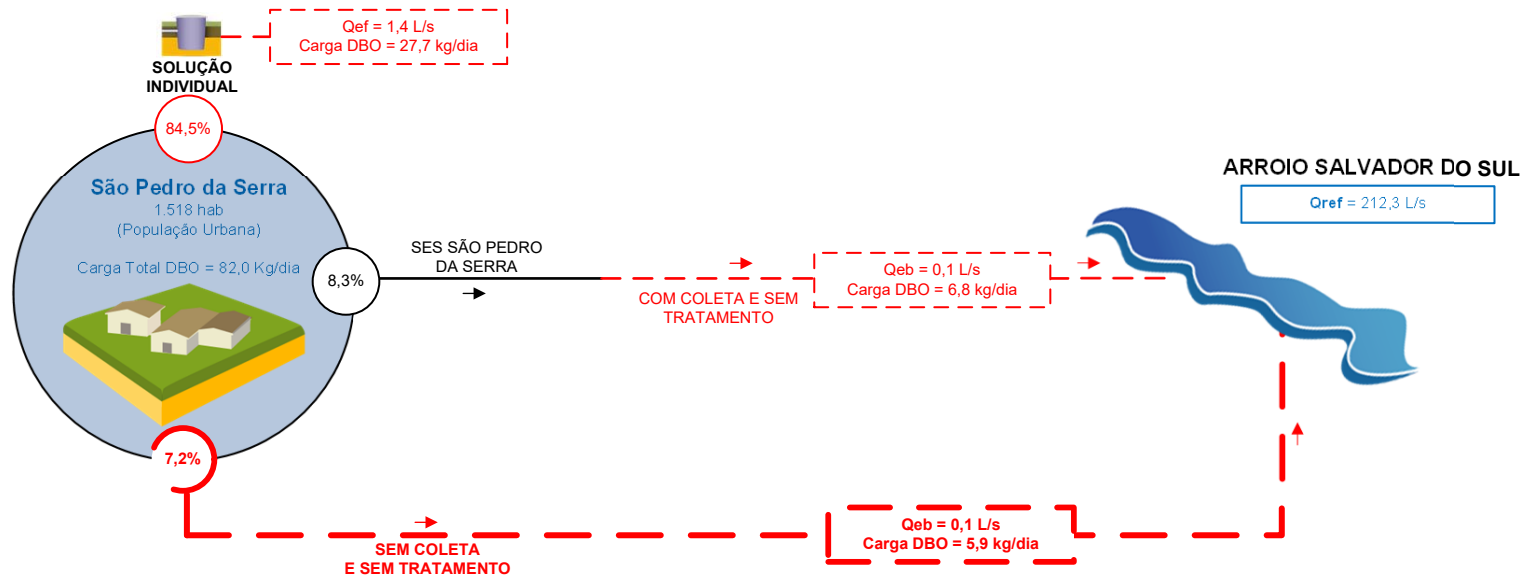 Qef = 1,4 L/s
Carga DBO = 27,7 kg/dia
SOLUÇÃO
INDIVIDUAL
84,5%
São Pedro da Serra
1.518 hab
(População Urbana)
Carga Total DBO = 82,0 Kg/dia
8,3%
SES SÃO PEDRO
DA SERRA
COM COLETA E SEM
TRATAMENTO
Qeb = 0,1 L/s
Carga DBO = 6,8 kg/dia
ARROIO SALVADOR DO SUL
Qref = 212,3 L/s
7,2%
SEM COLETA
E SEM TRATAMENTO
Qeb = 0,1 L/s
Carga DBO = 5,9 kg/dia